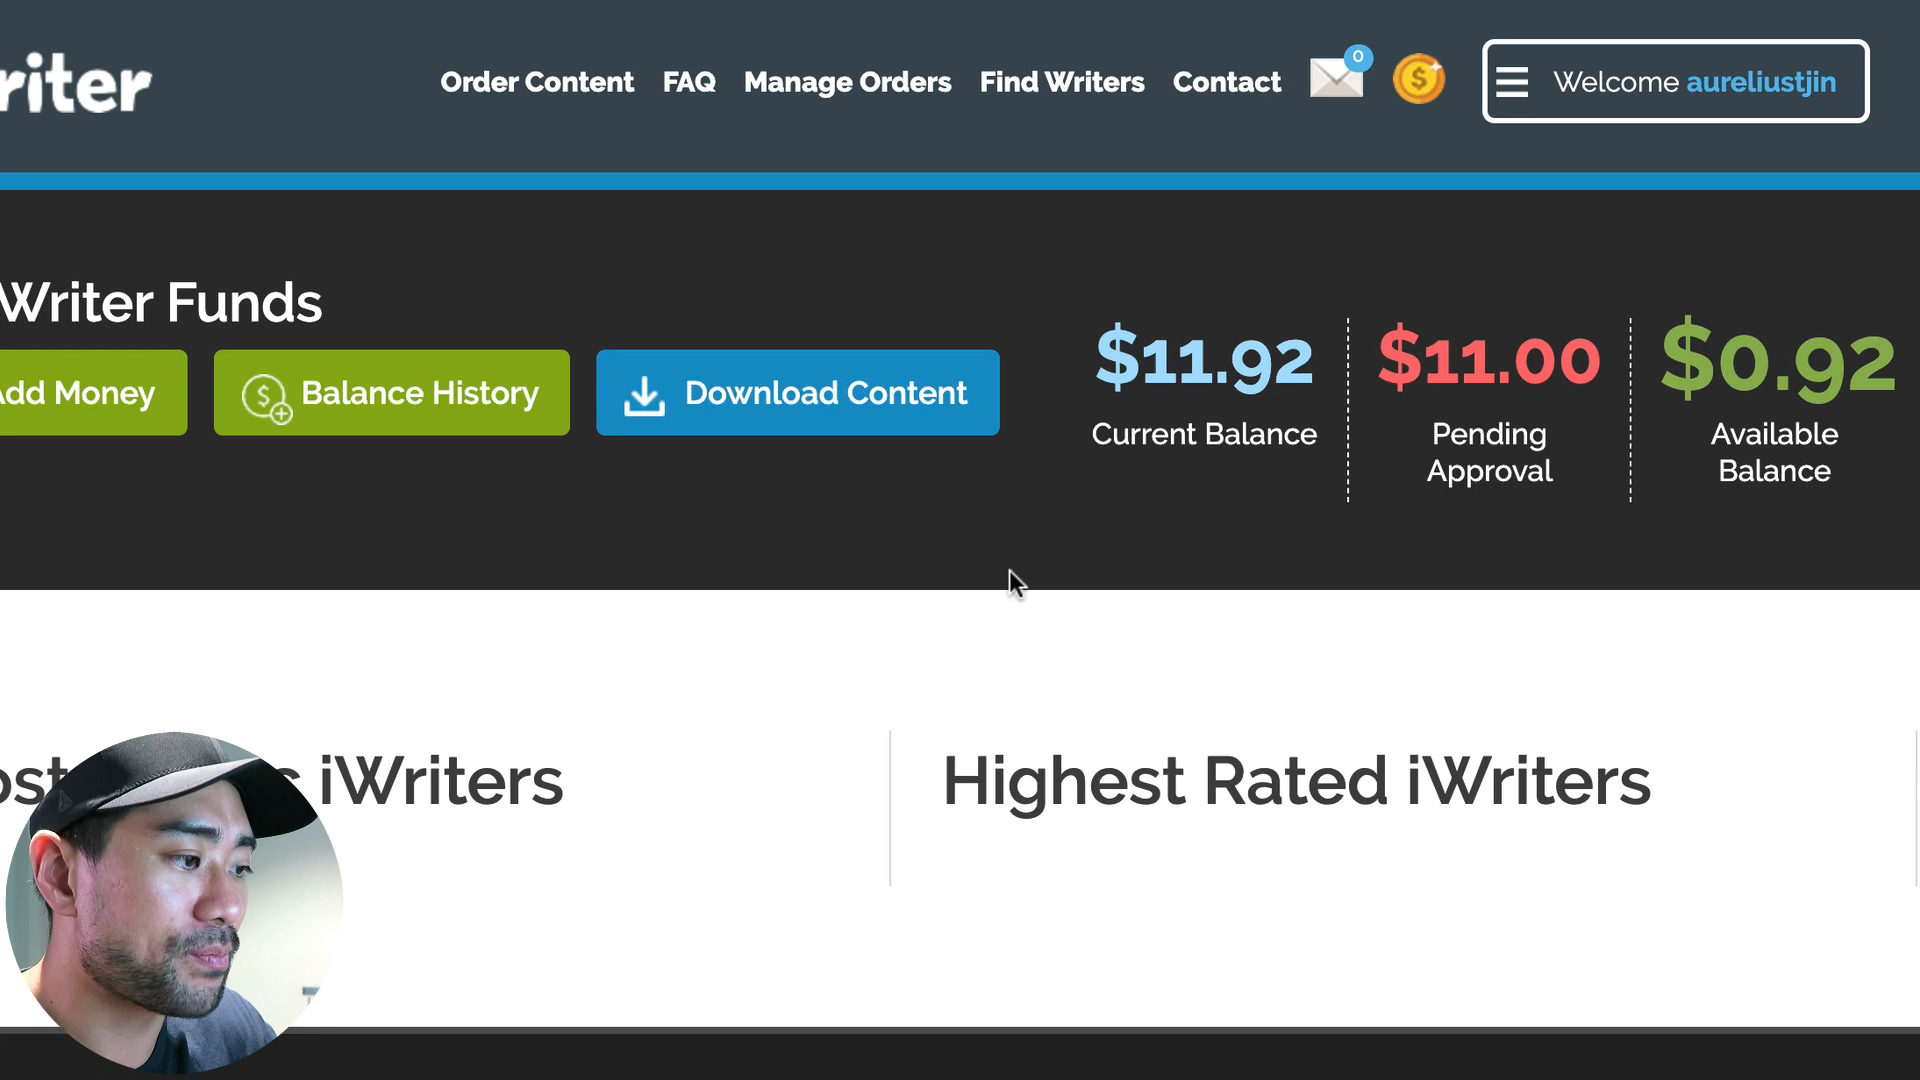 riter
Order Content FAQ Manage Orders Find Writers Contact
0
$
Welcome aureliustjin
Writer Funds
dd Money
$ Balance History
Download Content
$11.92
Current Balance
$11.00
Pending
Approval
$0.92
Available
Balance
iWriters
Highest Rated iWriters